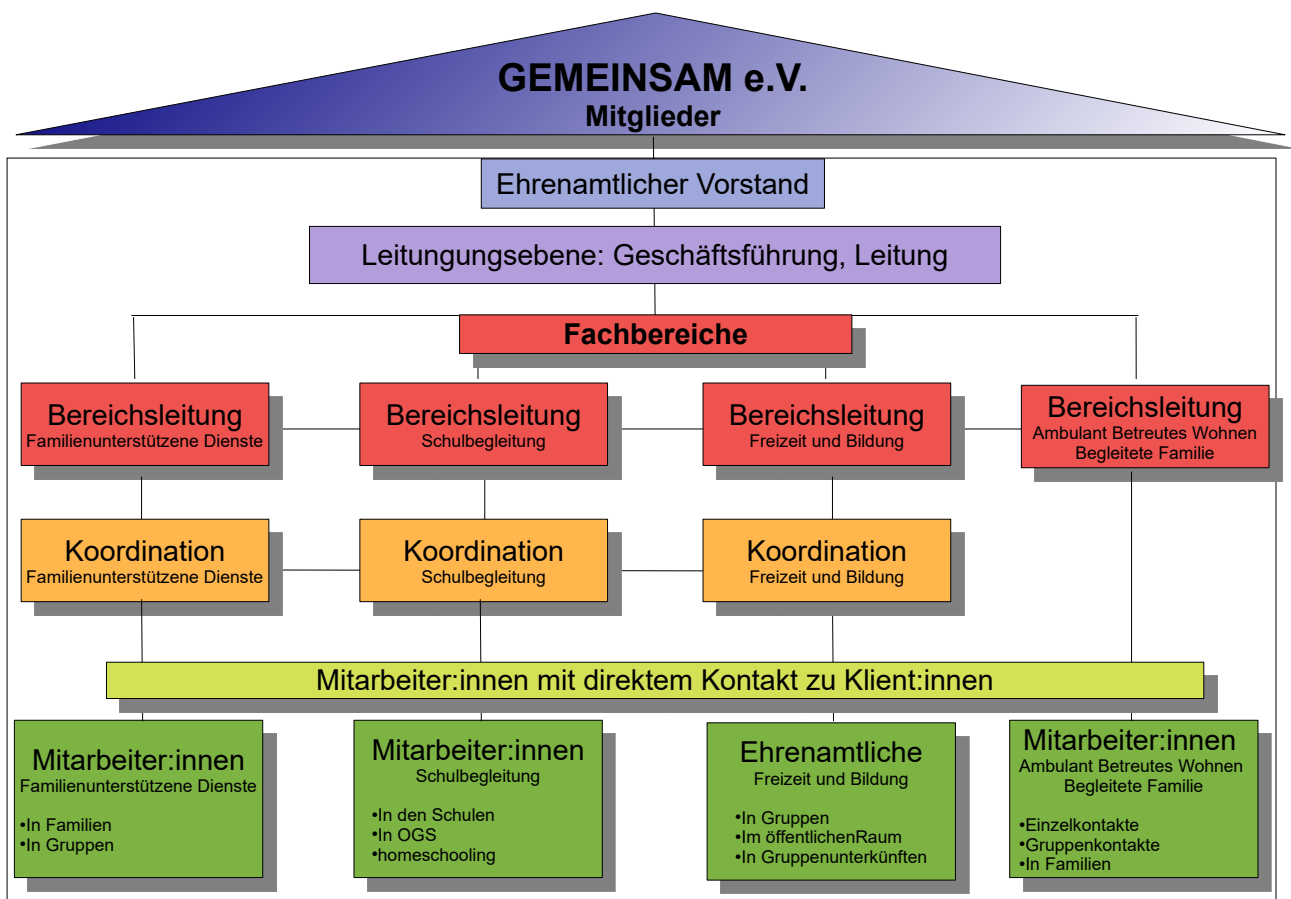 GEMEINSAM e.V.
Mitglieder
Ehrenamtlicher Vorstand
Leitungungsebene: Geschäftsführung, Leitung
Fachbereiche
Bereichsleitung
Familienunterstützene Dienste
Bereichsleitung
Schulbegleitung
Bereichsleitung
Freizeit und Bildung
Bereichsleitung
Ambulant Betreutes Wohnen
Begleitete Familie
Koordination
Familienunterstützene Dienste
Koordination
Schulbegleitung
Koordination
Freizeit und Bildung
Mitarbeiter:innen mit direktem Kontakt zu Klient:innen
Mitarbeiter:innen
Familienunterstützene Dienste
•In Familien
•In Gruppen
Mitarbeiter:innen
Schulbegleitung
•In den Schulen
•In OGS
•homeschooling
Ehrenamtliche
Freizeit und Bildung
•In Gruppen
•Im öffentlichenRaum
•In Gruppenunterkünften
Mitarbeiter:innen
Ambulant Betreutes Wohnen
Begleitete Familie
•Einzelkontakte
•Gruppenkontakte
•In Familien